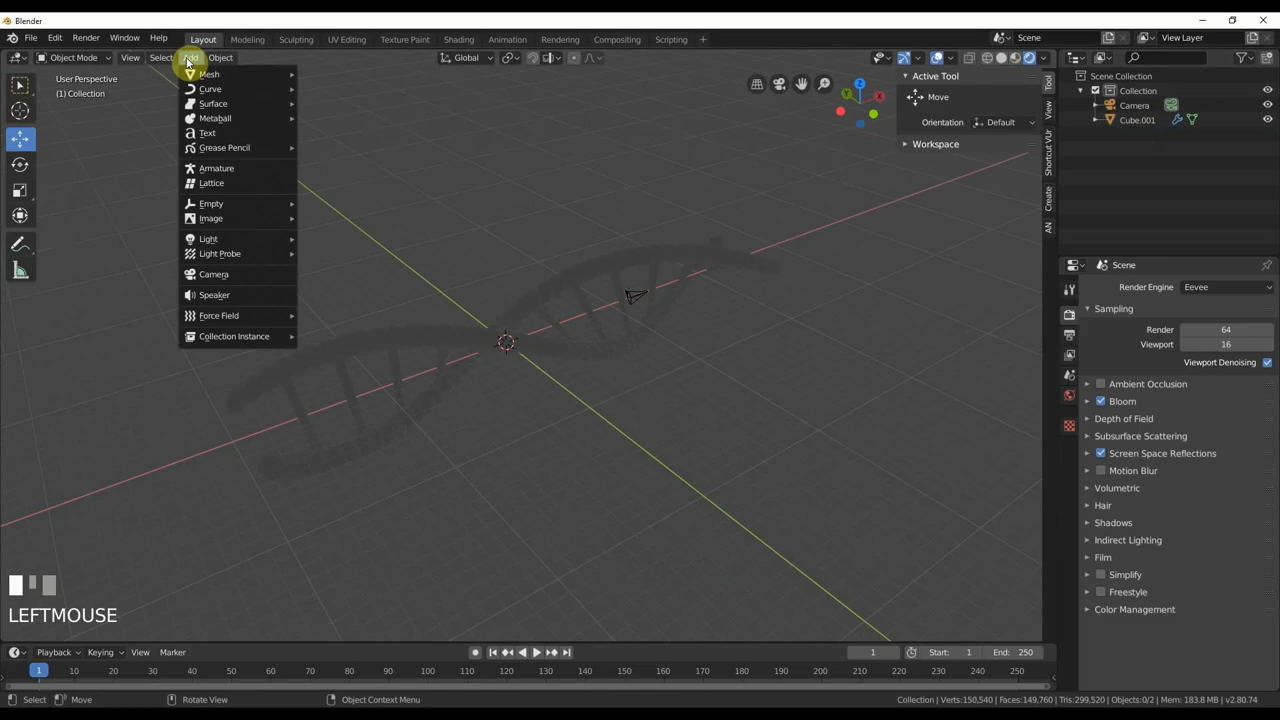 Blender
File Edit Render Window Help Layout Modeling Sculpting UV Editing Texture Paint Shading Animation Rendering Compositing Scripting + Scene View Layer
Object Mode View Select Add Object Global
User Perspective
(1) Collection
Mesh
Curve
Surface
Metaball
Text
Grease Pencil
Armature
Lattice
Empty
Image
Light
Light Probe
Camera
Speaker
Force Field
Collection Instance
Z
Y
X
Active Tool
Move
Orientation Default
Workspace
Tool
View
Shortcut VUr
Create
AN
Scene Collection
Collection
Camera
Cube.001
Scene
Render Engine Eevee
Sampling
Render 64
Viewport 16
Viewport Denoising
Ambient Occlusion
Bloom
Depth of Field
Subsurface Scattering
Screen Space Reflections
Motion Blur
Volumetric
Hair
Shadows
Indirect Lighting
Film
Simplify
Freestyle
Color Management
LEFTMOUSE
Playback Keying View Marker 1 Start: 1 End: 250
1 10 20 30 40 50 60 70 80 90 100 110 120 130 140 150 160 170 180 190 200 210 220 230 240 250
Select Move Rotate View Object Context Menu Collection | Verts:150,540 | Faces:149,760 | Tris:299,520 | Objects:0/2 | Mem: 183.8 MB | v2.80.74